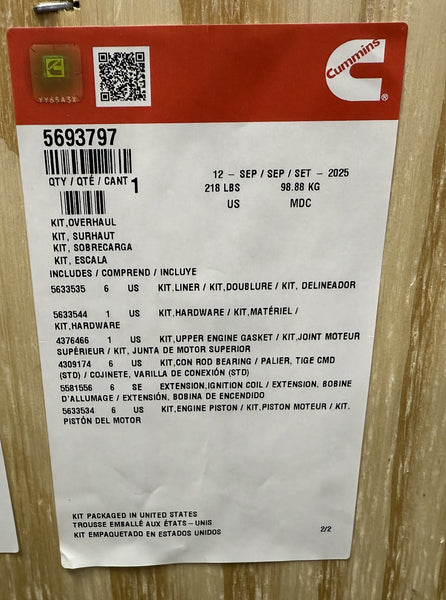 Cummins
®
YY65A3X
5693797
QTY / QTÉ / CANT 1
12 - SEP / SEP / SET - 2025
218 LBS 98.88 KG
US MDC
KIT,OVERHAUL
KIT, SURHAUT
KIT, SOBRECARGA
KIT, ESCALA
INCLUDES / COMPREND / INCLUYE
5633535 6 US KIT,LINER / KIT,DOUBLURE / KIT, DELINEADOR
5633544 1 US KIT,HARDWARE / KIT,MATÉRIEL /
KIT,HARDWARE
4376466 1 US KIT,UPPER ENGINE GASKET / KIT,JOINT MOTEUR
SUPÉRIEUR / KIT, JUNTA DE MOTOR SUPERIOR
4309174 6 US KIT,CON ROD BEARING / PALIER, TIGE CMD
(STD) / COJINETE, VARILLA DE CONEXIÓN (STD)
5581556 6 SE EXTENSION,IGNITION COIL / EXTENSION, BOBINE
D'ALLUMAGE / EXTENSIÓN, BOBINA DE ENCENDIDO
5633534 6 US KIT,ENGINE PISTON / KIT,PISTON MOTEUR / KIT,
PISTÓN DEL MOTOR
KIT PACKAGED IN UNITED STATES
TROUSSE EMBALLÉ AUX ÉTATS-UNIS
KIT EMPAQUETADO EN ESTADOS UNIDOS
2/2